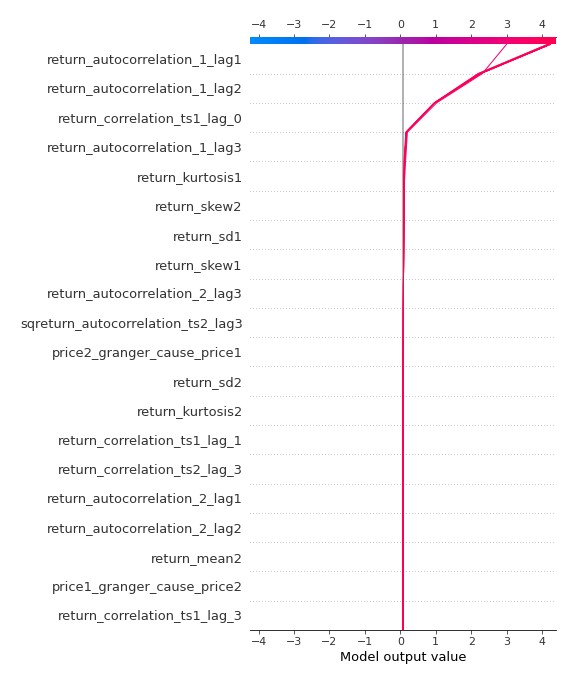 −4 −3 −2 −1 0 1 2 3 4
return_autocorrelation_1_lag1
return_autocorrelation_1_lag2
return_correlation_ts1_lag_0
return_autocorrelation_1_lag3
return_kurtosis1
return_skew2
return_sd1
return_skew1
return_autocorrelation_2_lag3
sqreturn_autocorrelation_ts2_lag3
price2_granger_cause_price1
return_sd2
return_kurtosis2
return_correlation_ts1_lag_1
return_correlation_ts2_lag_3
return_autocorrelation_2_lag1
return_autocorrelation_2_lag2
return_mean2
price1_granger_cause_price2
return_correlation_ts1_lag_3
−4 −3 −2 −1 0 1 2 3 4
Model output value